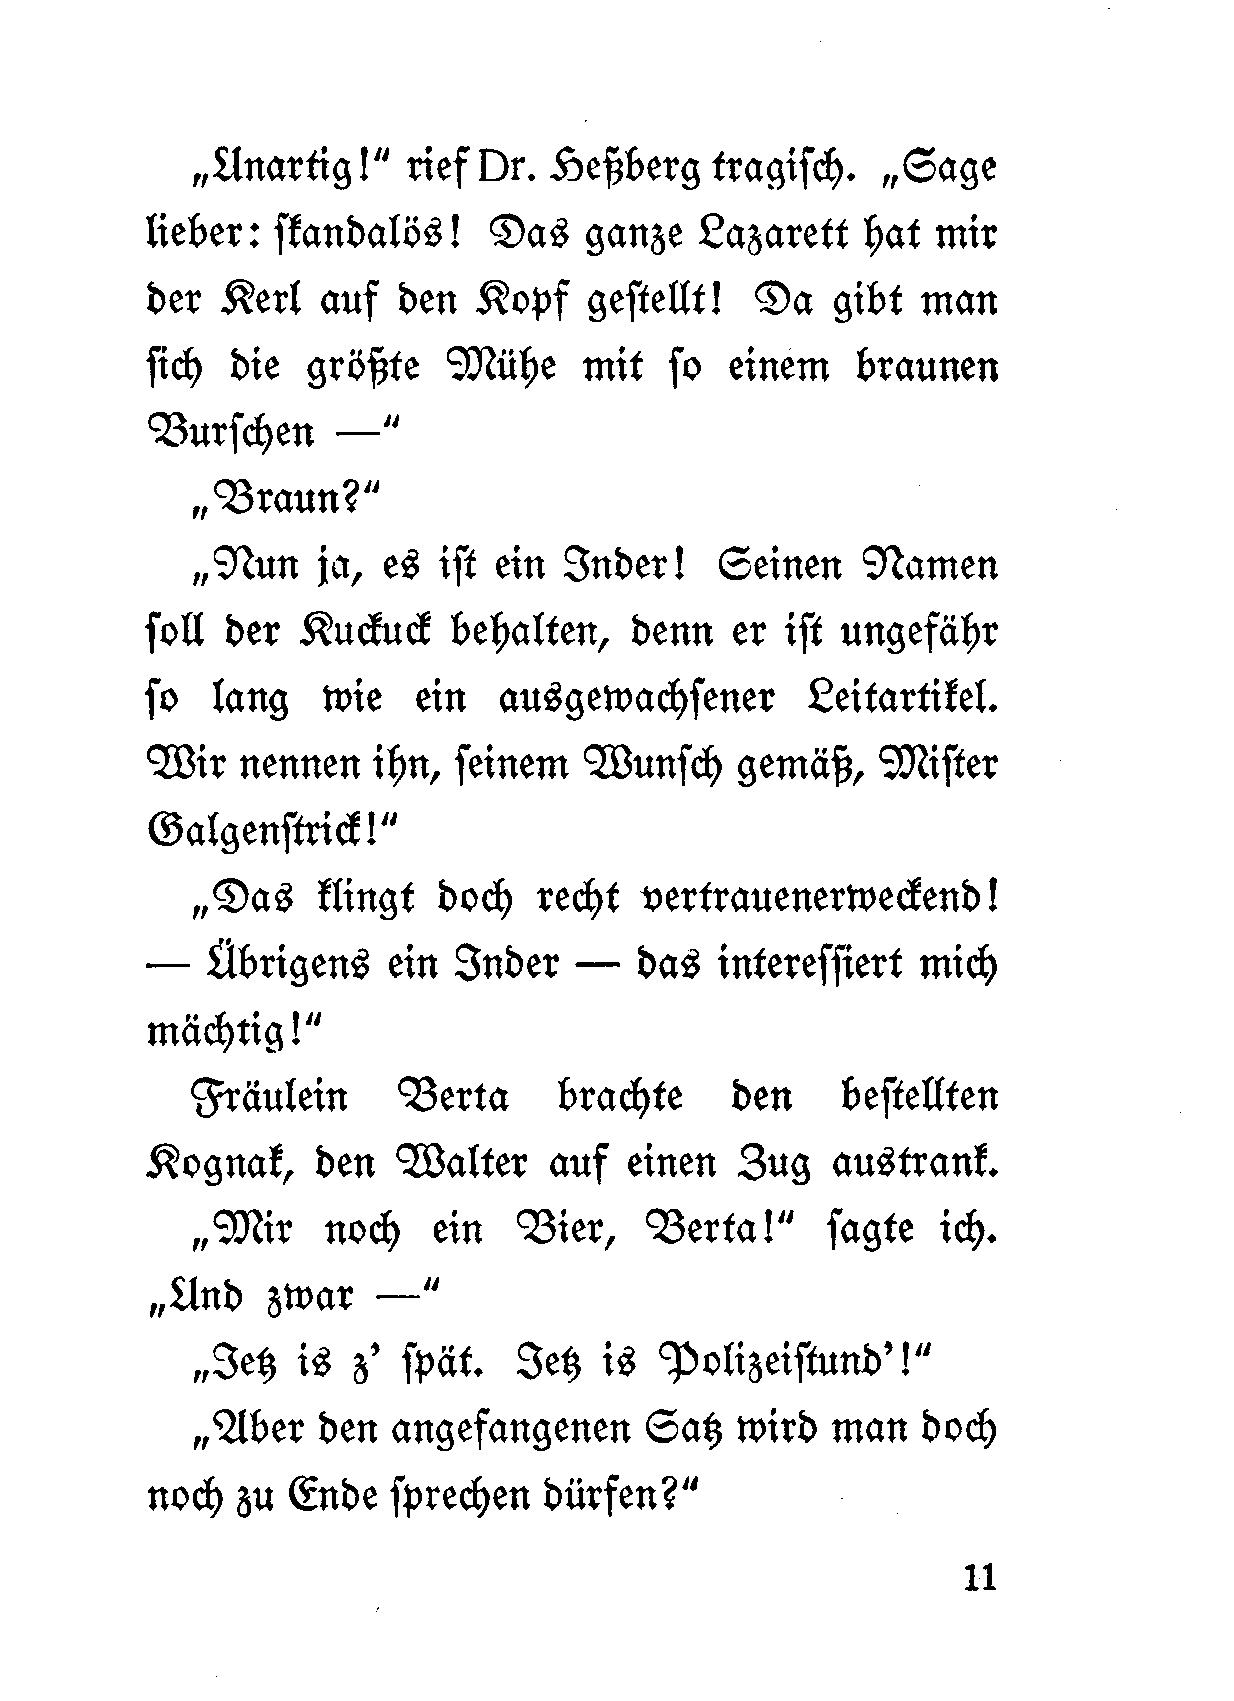 „Unartig!“ rief Dr. Heßberg tragiſch. „Sage
lieber: ſkandalös! Das ganze Lazarett hat mir
der Kerl auf den Kopf geſtellt! Da gibt man
ſich die größte Mühe mit ſo einem braunen
Burſchen —“
„Braun?“
„Nun ja, es iſt ein Inder! Seinen Namen
ſoll der Kuckuck behalten, denn er iſt ungefähr
ſo lang wie ein ausgewachſener Leitartikel.
Wir nennen ihn, ſeinem Wunſch gemäß, Miſter
Galgenſtrick!“
„Das klingt doch recht vertrauenerweckend!
— Übrigens ein Inder — das intereſſiert mich
mächtig!“
Fräulein Berta brachte den beſtellten
Kognak, den Walter auf einen Zug austrank.
„Mir noch ein Bier, Berta!“ ſagte ich.
„Und zwar —“
„Jetz is z’ ſpät. Jetz is Polizeiſtund’!“
„Aber den angefangenen Satz wird man doch
noch zu Ende ſprechen dürfen?“
11